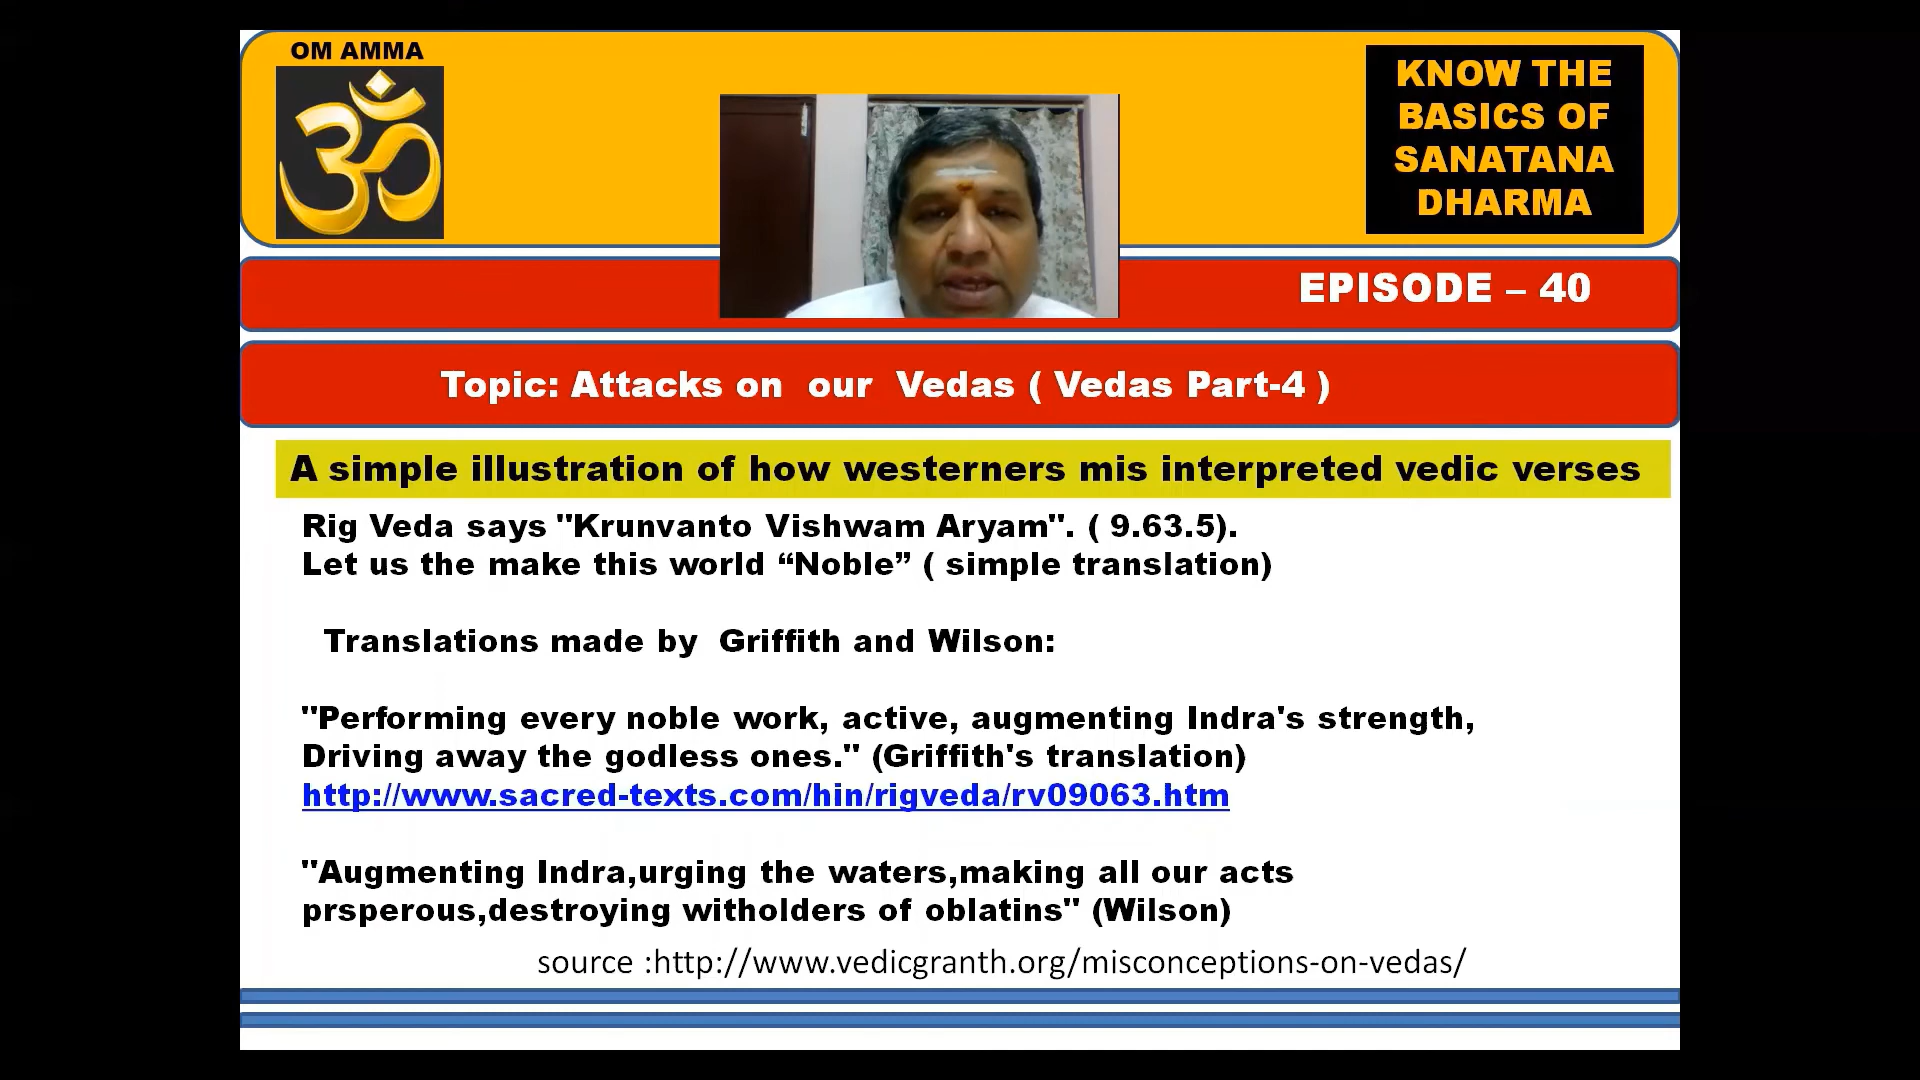 OM AMMA
KNOW THE
BASICS OF
SANATANA
DHARMA
EPISODE – 40
Topic: Attacks on our Vedas ( Vedas Part-4 )
A simple illustration of how westerners mis interpreted vedic verses
Rig Veda says "Krunvanto Vishwam Aryam". ( 9.63.5).
Let us the make this world “Noble” ( simple translation)
Translations made by Griffith and Wilson:
"Performing every noble work, active, augmenting Indra's strength,
Driving away the godless ones." (Griffith's translation)
http://www.sacred-texts.com/hin/rigveda/rv09063.htm
"Augmenting Indra,urging the waters,making all our acts
prsperous,destroying witholders of oblatins" (Wilson)
source :http://www.vedicgranth.org/misconceptions-on-vedas/